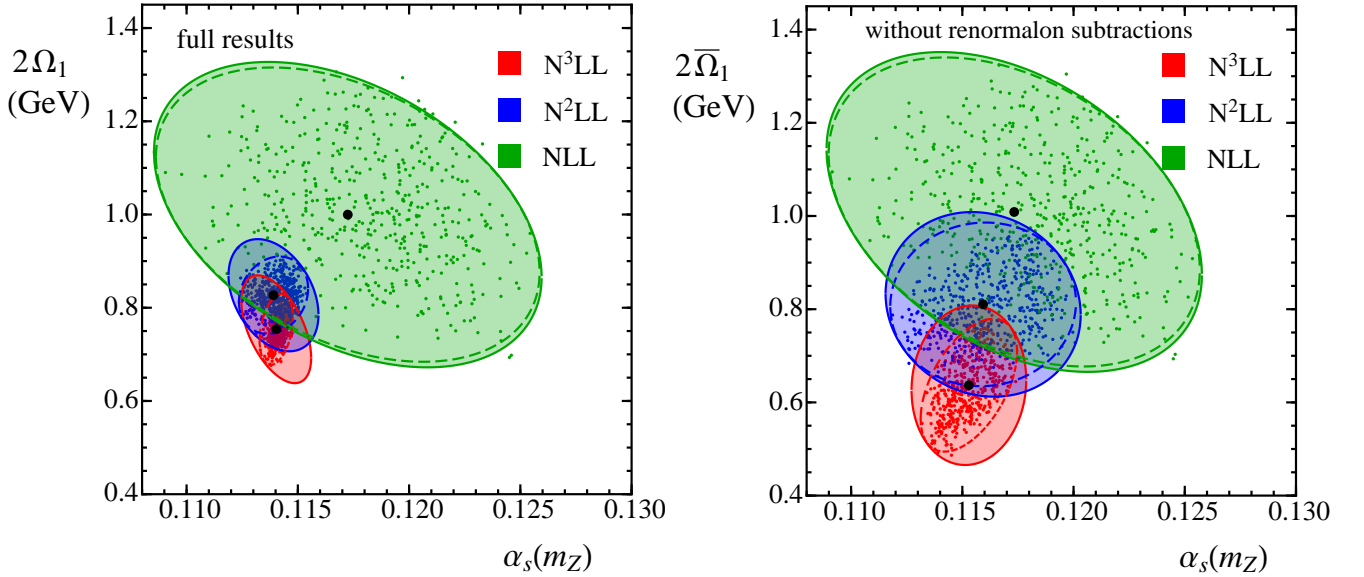 full results
2Ω₁
(GeV)
N³LL
N²LL
NLL
1.4
1.2
1.0
0.8
0.6
0.4
0.110
0.115
0.120
0.125
0.130
αₛ(m_Z)
without renormalon subtractions
2Ω̅₁
(GeV)
N³LL
N²LL
NLL
1.4
1.2
1.0
0.8
0.6
0.4
0.110
0.115
0.120
0.125
0.130
αₛ(m_Z)